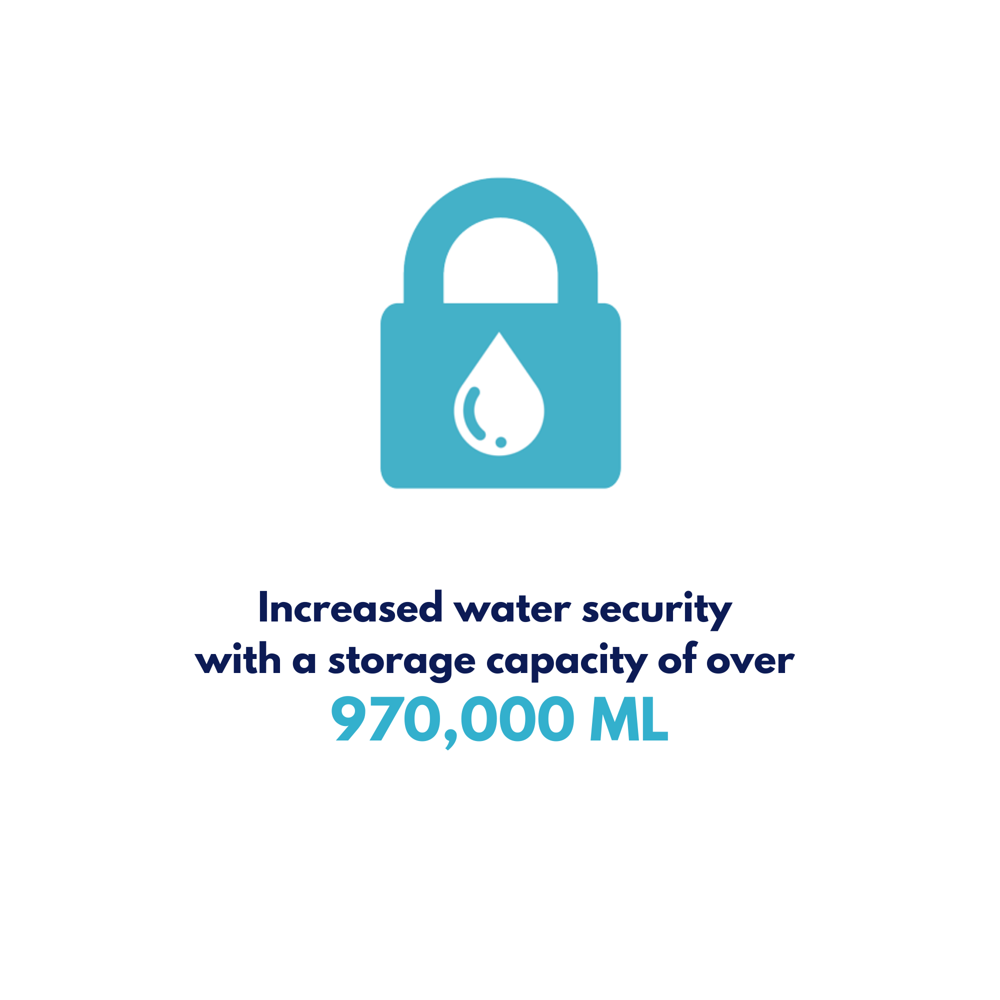 Increased water security
with a storage capacity of over
970,000 ML